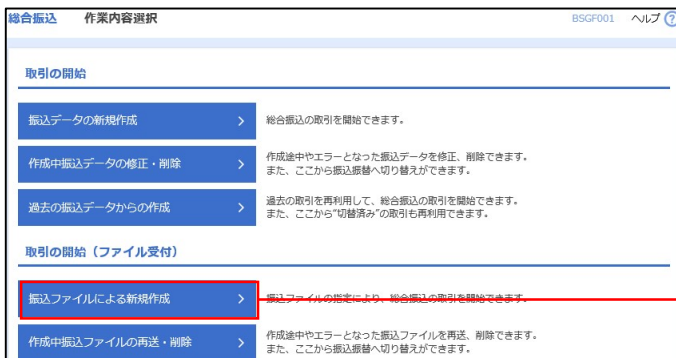 総合振込 作業内容選択 BSGF001 ヘルプ ?
取引の開始
振込データの新規作成 > 総合振込の取引を開始できます。
作成中振込データの修正・削除 > 作成途中やエラーとなった振込データを修正、削除できます。
また、ここから振込振替へ切り替えができます。
過去の振込データからの作成 > 過去の取引を再利用して、総合振込の取引を開始できます。
また、ここから"切替済み"の取引も再利用できます。
取引の開始（ファイル受付）
振込ファイルによる新規作成 > 振込ファイルの指定により、総合振込の取引を開始できます。
作成中振込ファイルの再送・削除 > 作成途中やエラーとなった振込ファイルを再送、削除できます。
また、ここから振込振替へ切り替えができます。